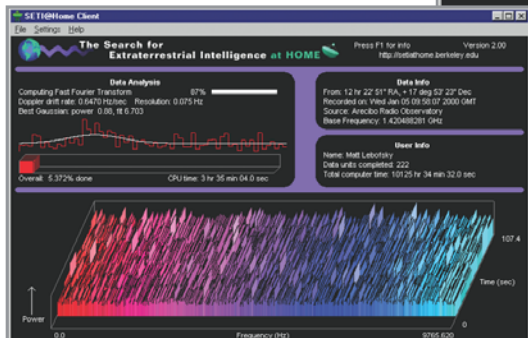 SETI@Home Client
File Settings Help
The Search for
Extraterrestrial Intelligence at HOME
Press F1 for info
Version 2.00
http://setiathome.berkeley.edu
Data Analysis
Computing Fast Fourier Transform 87%
Doppler drift rate: 0.6470 Hz/sec Resolution: 0.075 Hz
Best Gaussian: power 0.88, fit 6.703
Overall: 5.372% done CPU time: 3 hr 35 min 04.0 sec
Data Info
From: 12 hr 22' 51" RA, + 17 deg 53' 23" Dec
Recorded on: Wed Jan 05 09:58:07 2000 GMT
Source: Arecibo Radio Observatory
Base Frequency: 1.420488281 GHz
User Info
Name: Matt Lebofsky
Data units completed: 222
Total computer time: 10125 hr 34 min 32.0 sec
107.4
Time (sec)
Power
0
0.0
Frequency (Hz)
9765.620